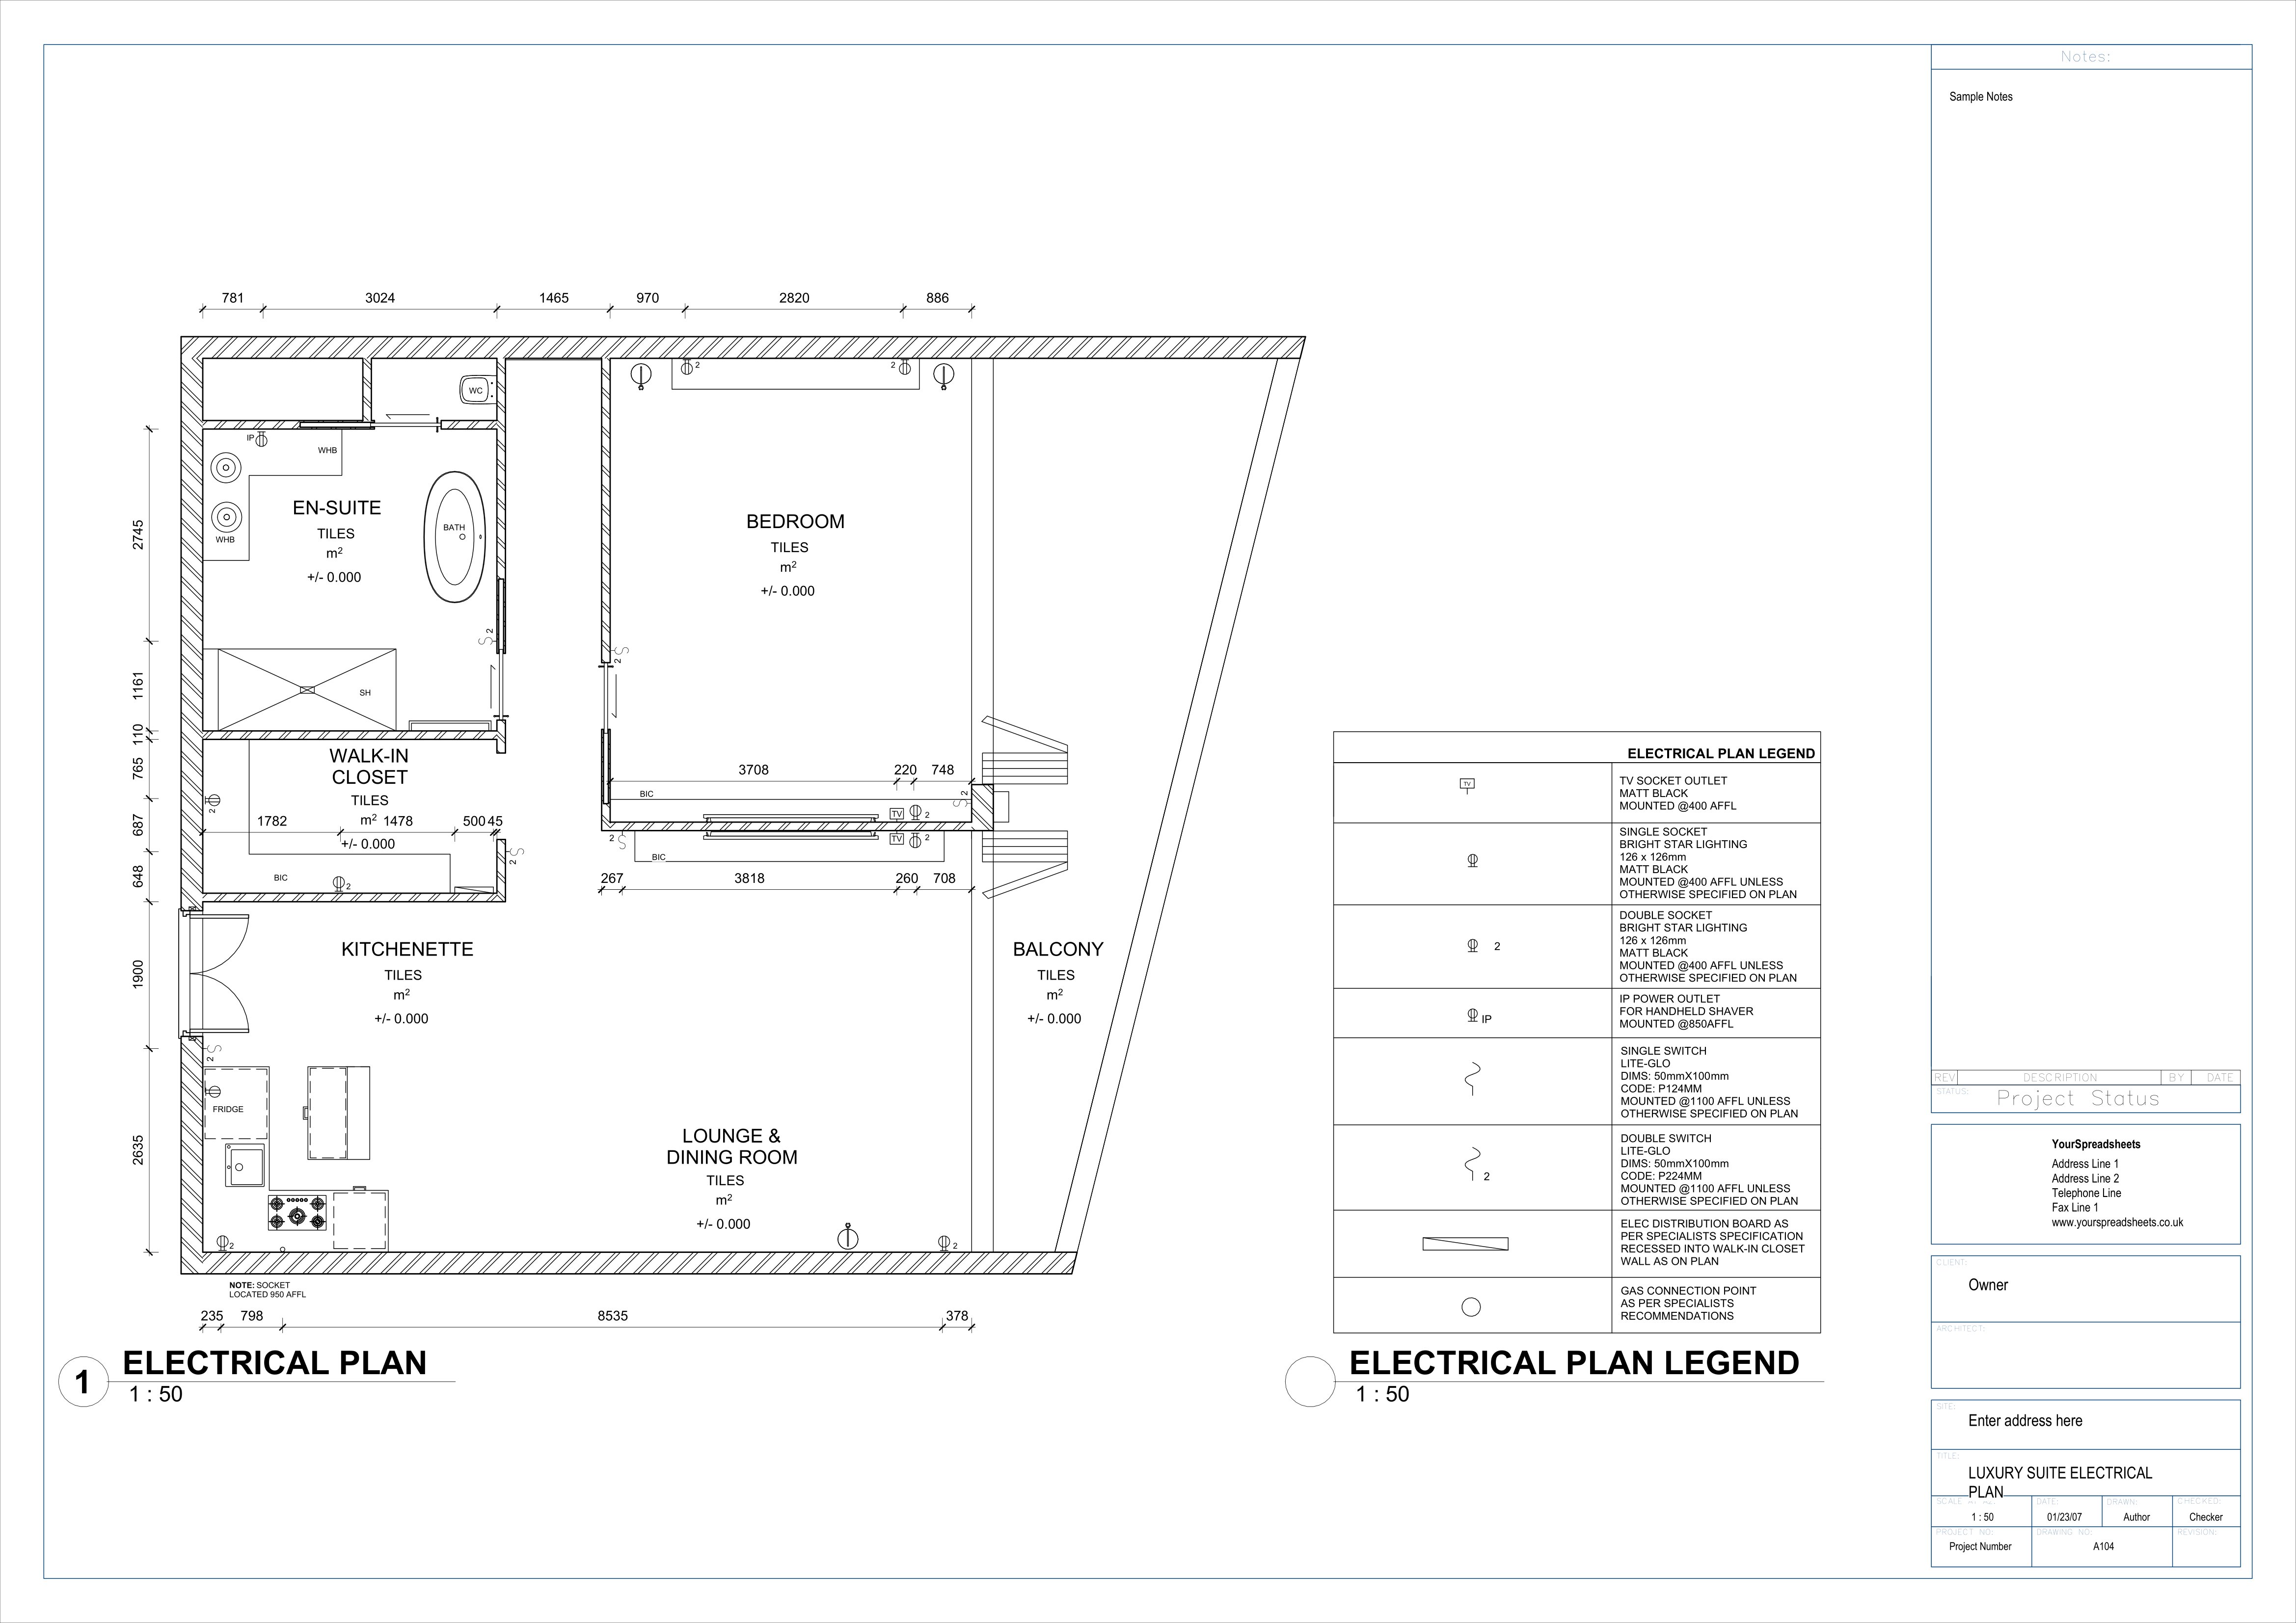 Notes:
Sample Notes
781
3024
1465
970
2820
886
2
2
WC
IP
WHB
EN-SUITE
TILES
m²
+/- 0.000
WHB
BATH
2
SH
BEDROOM
TILES
m²
+/- 0.000
2
2745
1161
110
765
687
648
1900
2635
WALK-IN
CLOSET
TILES
m²
+/- 0.000
1782
1478
500
45
2
BIC
2
2
3708
220
748
BIC
2
TV
2
2
TV
2
BIC
267
3818
260
708
KITCHENETTE
TILES
m²
+/- 0.000
BALCONY
TILES
m²
+/- 0.000
2
FRIDGE
LOUNGE &
DINING ROOM
TILES
m²
+/- 0.000
2
2
NOTE: SOCKET
LOCATED 950 AFFL
235
798
8535
378
1
ELECTRICAL PLAN
1 : 50
ELECTRICAL PLAN LEGEND
TV
TV SOCKET OUTLET
MATT BLACK
MOUNTED @400 AFFL
SINGLE SOCKET
BRIGHT STAR LIGHTING
126 x 126mm
MATT BLACK
MOUNTED @400 AFFL UNLESS
OTHERWISE SPECIFIED ON PLAN
2
DOUBLE SOCKET
BRIGHT STAR LIGHTING
126 x 126mm
MATT BLACK
MOUNTED @400 AFFL UNLESS
OTHERWISE SPECIFIED ON PLAN
IP
IP POWER OUTLET
FOR HANDHELD SHAVER
MOUNTED @850AFFL
SINGLE SWITCH
LITE-GLO
DIMS: 50mmX100mm
CODE: P124MM
MOUNTED @1100 AFFL UNLESS
OTHERWISE SPECIFIED ON PLAN
2
DOUBLE SWITCH
LITE-GLO
DIMS: 50mmX100mm
CODE: P224MM
MOUNTED @1100 AFFL UNLESS
OTHERWISE SPECIFIED ON PLAN
ELEC DISTRIBUTION BOARD AS
PER SPECIALISTS SPECIFICATION
RECESSED INTO WALK-IN CLOSET
WALL AS ON PLAN
GAS CONNECTION POINT
AS PER SPECIALISTS
RECOMMENDATIONS
ELECTRICAL PLAN LEGEND
1 : 50
REV DESCRIPTION BY DATE
STATUS:
Project Status
YourSpreadsheets
Address Line 1
Address Line 2
Telephone Line
Fax Line 1
www.yourspreadsheets.co.uk
CLIENT:
Owner
ARCHITECT:
SITE:
Enter address here
TITLE:
LUXURY SUITE ELECTRICAL
PLAN
SCALE DATE: DRAWN: CHECKED:
1 : 50 01/23/07 Author Checker
PROJECT NO: DRAWING NO: REVISION:
Project Number A104